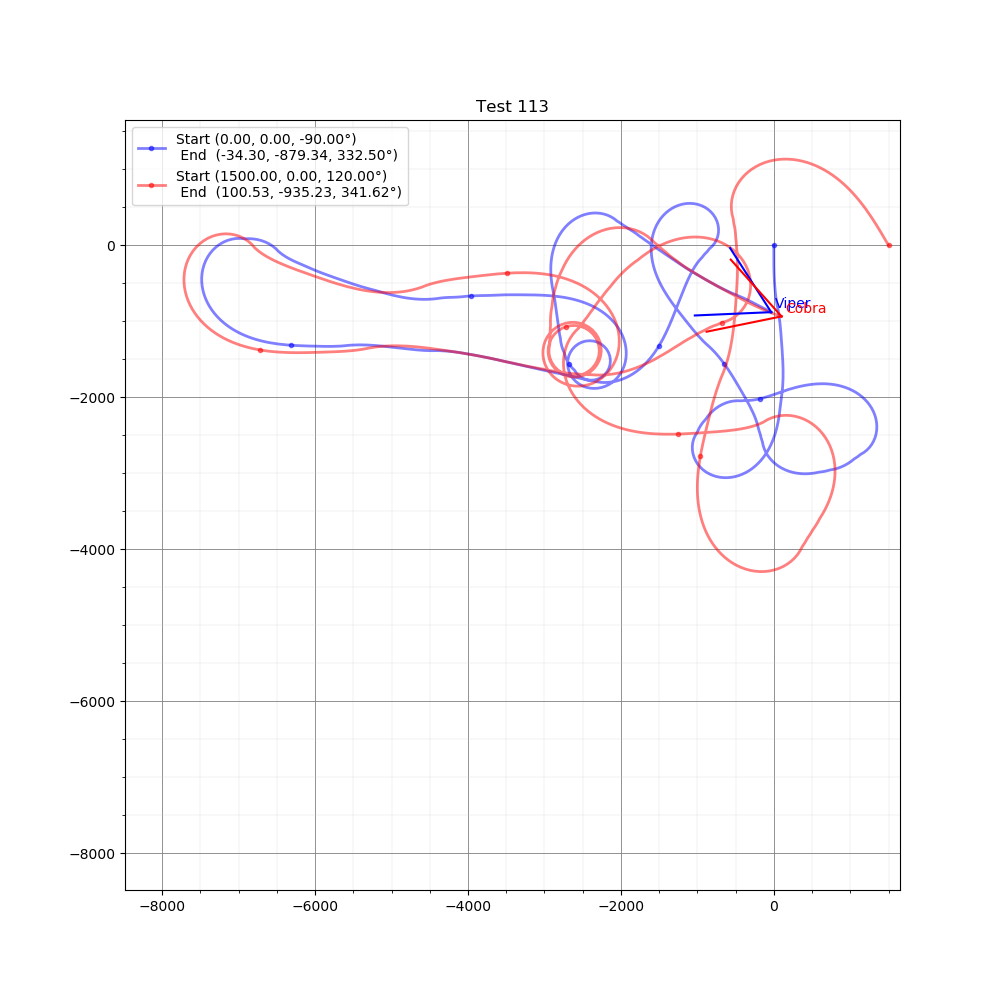 Test 113
Start (0.00, 0.00, -90.00°)
End (-34.30, -879.34, 332.50°)
Start (1500.00, 0.00, 120.00°)
End (100.53, -935.23, 341.62°)
Viper
Cobra
0
−2000
−4000
−6000
−8000
−8000 −6000 −4000 −2000 0